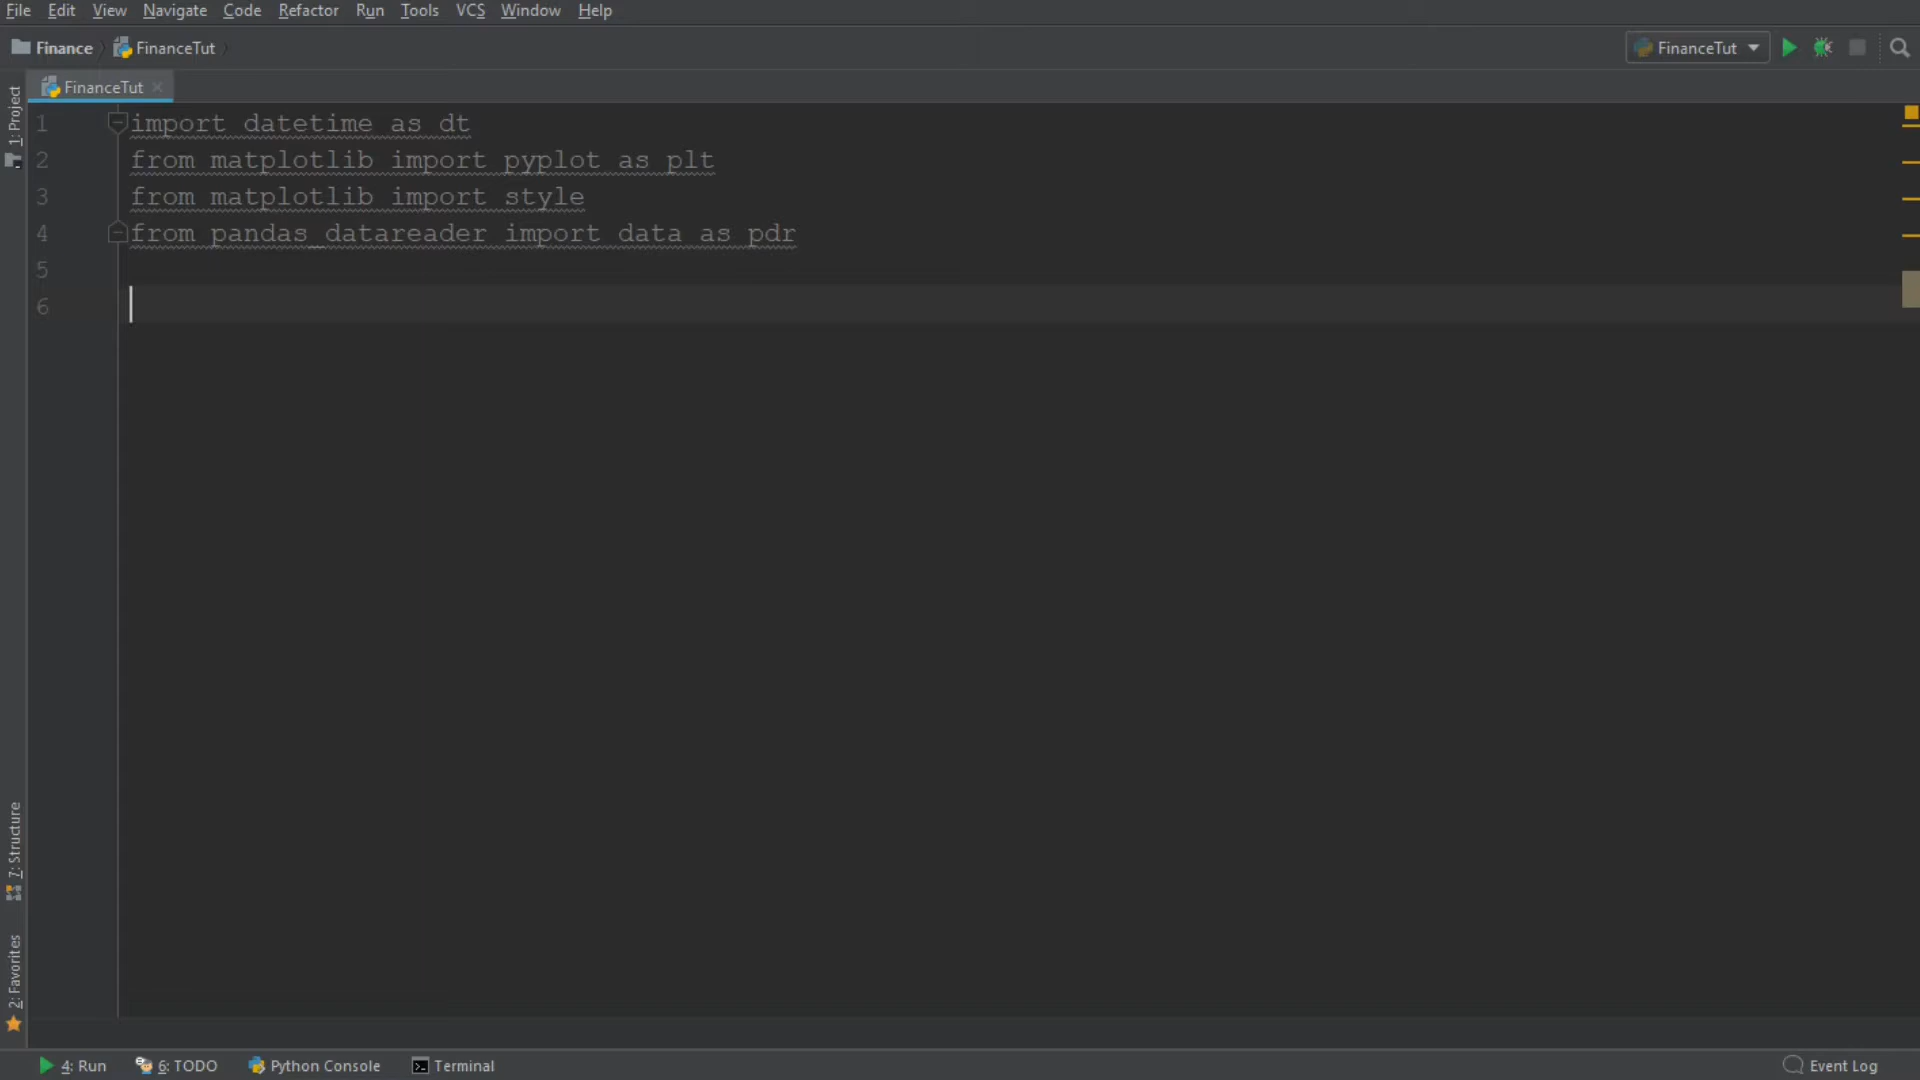 File Edit View Navigate Code Refactor Run Tools VCS Window Help
Finance FinanceTut FinanceTut
FinanceTut
1: Project
1 import datetime as dt
2 from matplotlib import pyplot as plt
3 from matplotlib import style
4 from pandas_datareader import data as pdr
5
6
7: Structure
2: Favorites
4: Run 6: TODO Python Console Terminal Event Log